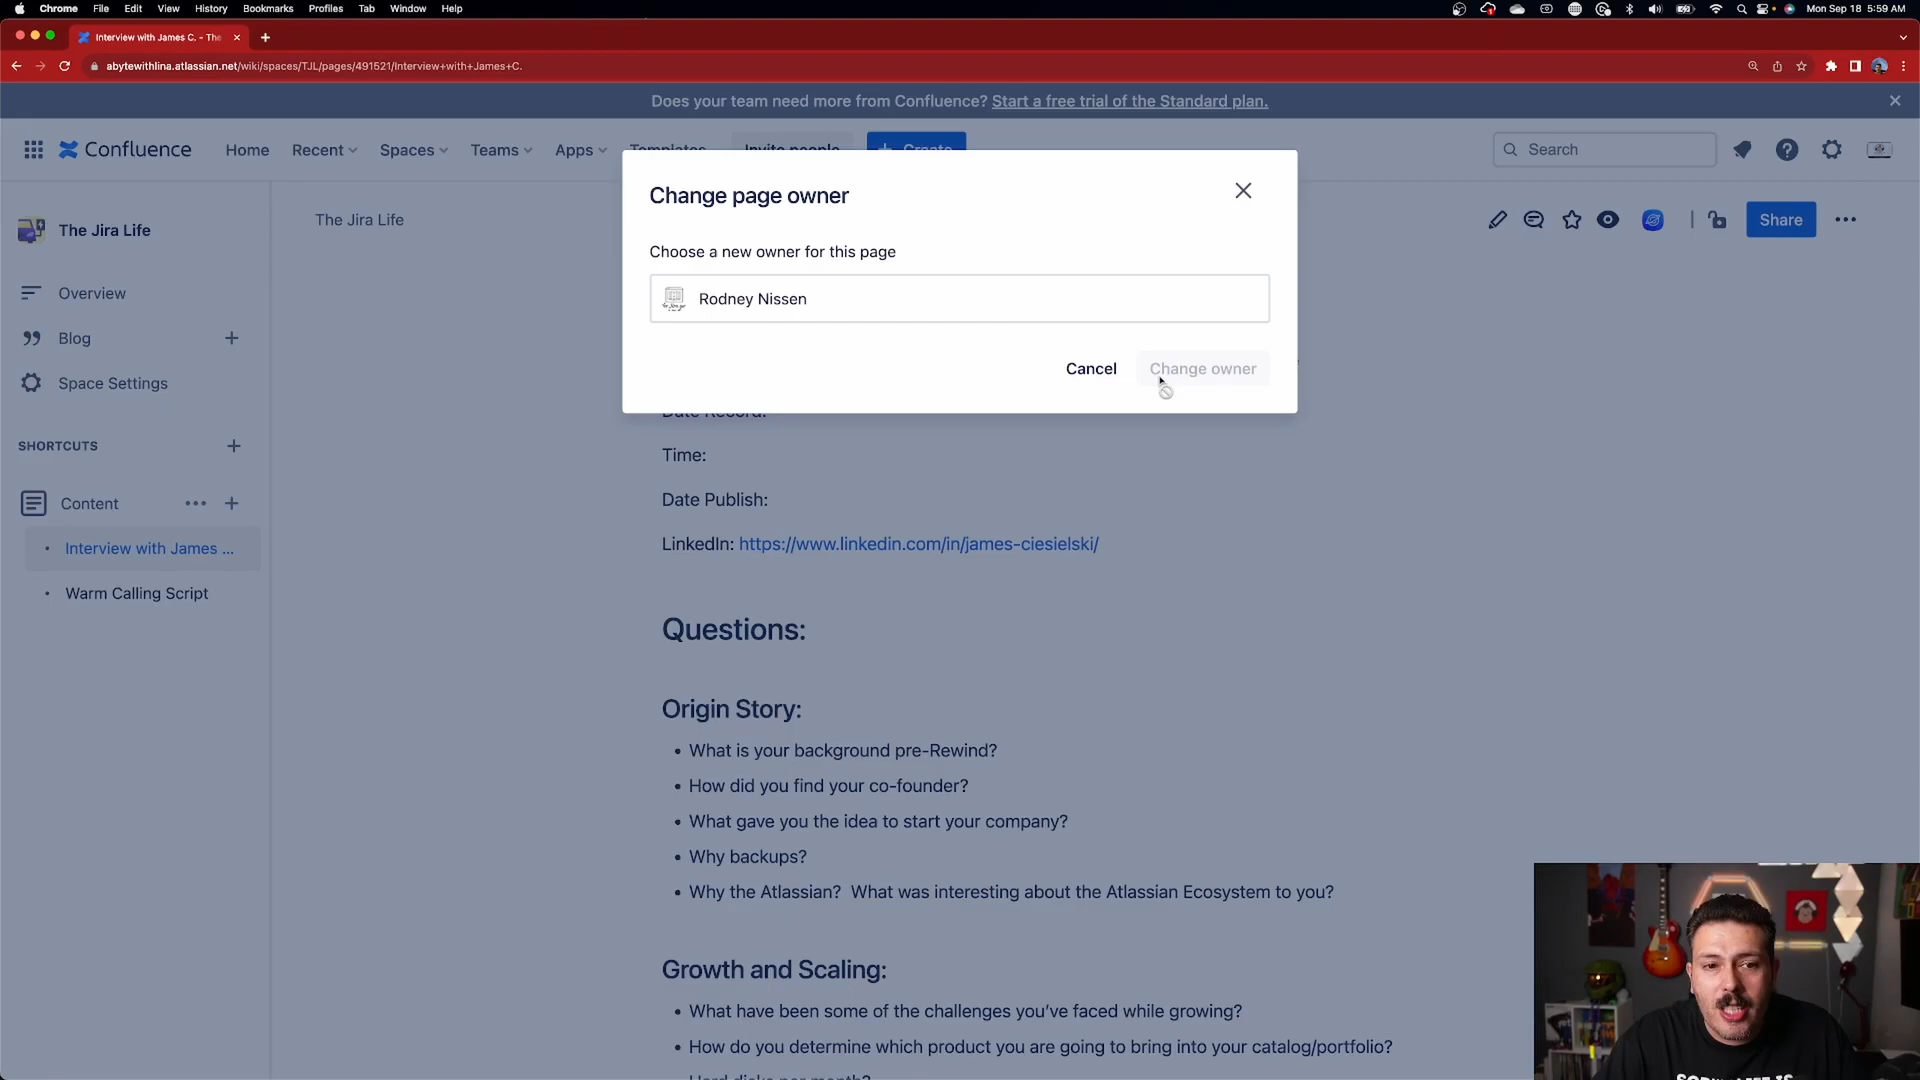 Chrome File Edit View History Bookmarks Profiles Tab Window Help
Mon Sep 18 5:59 AM
Interview with James C. - The
abytewithlina.atlassian.net/wiki/spaces/TJL/pages/491521/Interview+with+James+C.
Does your team need more from Confluence? Start a free trial of the Standard plan.
Confluence Home Recent Spaces Teams Apps Templates Invite people + Create Search
Change page owner
The Jira Life
The Jira Life
Share
Choose a new owner for this page
Overview
Rodney Nissen
Blog
Cancel Change owner
Space Settings
Date Record:
SHORTCUTS
Time:
Content
Date Publish:
Interview with James ...
LinkedIn: https://www.linkedin.com/in/james-ciesielski/
Warm Calling Script
Questions:
Origin Story:
• What is your background pre-Rewind?
• How did you find your co-founder?
• What gave you the idea to start your company?
• Why backups?
• Why the Atlassian? What was interesting about the Atlassian Ecosystem to you?
Growth and Scaling:
• What have been some of the challenges you've faced while growing?
• How do you determine which product you are going to bring into your catalog/portfolio?